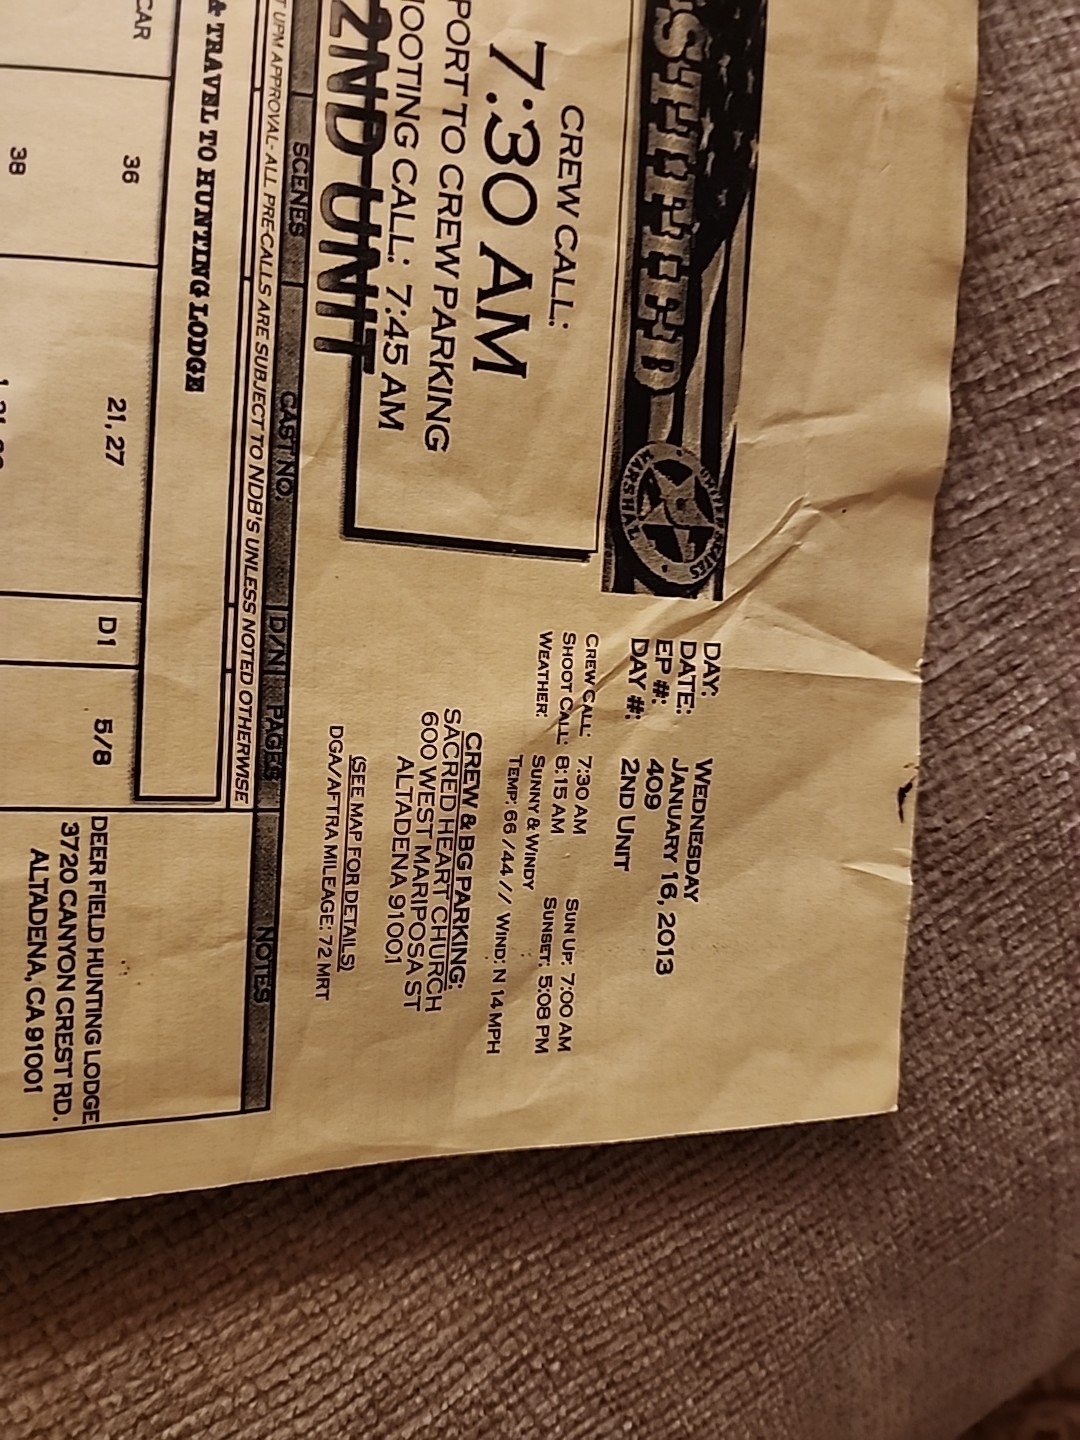 CREW CALL:
7:30 AM
PORT TO CREW PARKING
OOTING CALL: 7:45 AM
2ND UNIT
MARSHAL
DAY: WEDNESDAY
DATE: JANUARY 16, 2013
EP #: 409
DAY #: 2ND UNIT
CREW CALL: 7:30 AM SUN UP: 7:00 AM
SHOOT CALL: 8:15 AM SUNSET: 5:08 PM
WEATHER: SUNNY & WINDY
TEMP: 66 /44 // WIND: N 14 MPH
CREW & BG PARKING:
SACRED HEART CHURCH
600 WEST MARIPOSA ST
ALTADENA 91001
(SEE MAP FOR DETAILS)
DGA/AFTRA MILEAGE: 72 MRT
SCENES CAST NO. D/N PAGES NOTES
T UPM APPROVAL- ALL PRE-CALLS ARE SUBJECT TO NDB'S UNLESS NOTED OTHERWISE
& TRAVEL TO HUNTING LODGE
CAR 36 21, 27 D1 5/8 DEER FIELD HUNTING LODGE
3720 CANYON CREST RD.
ALTADENA, CA 91001
38